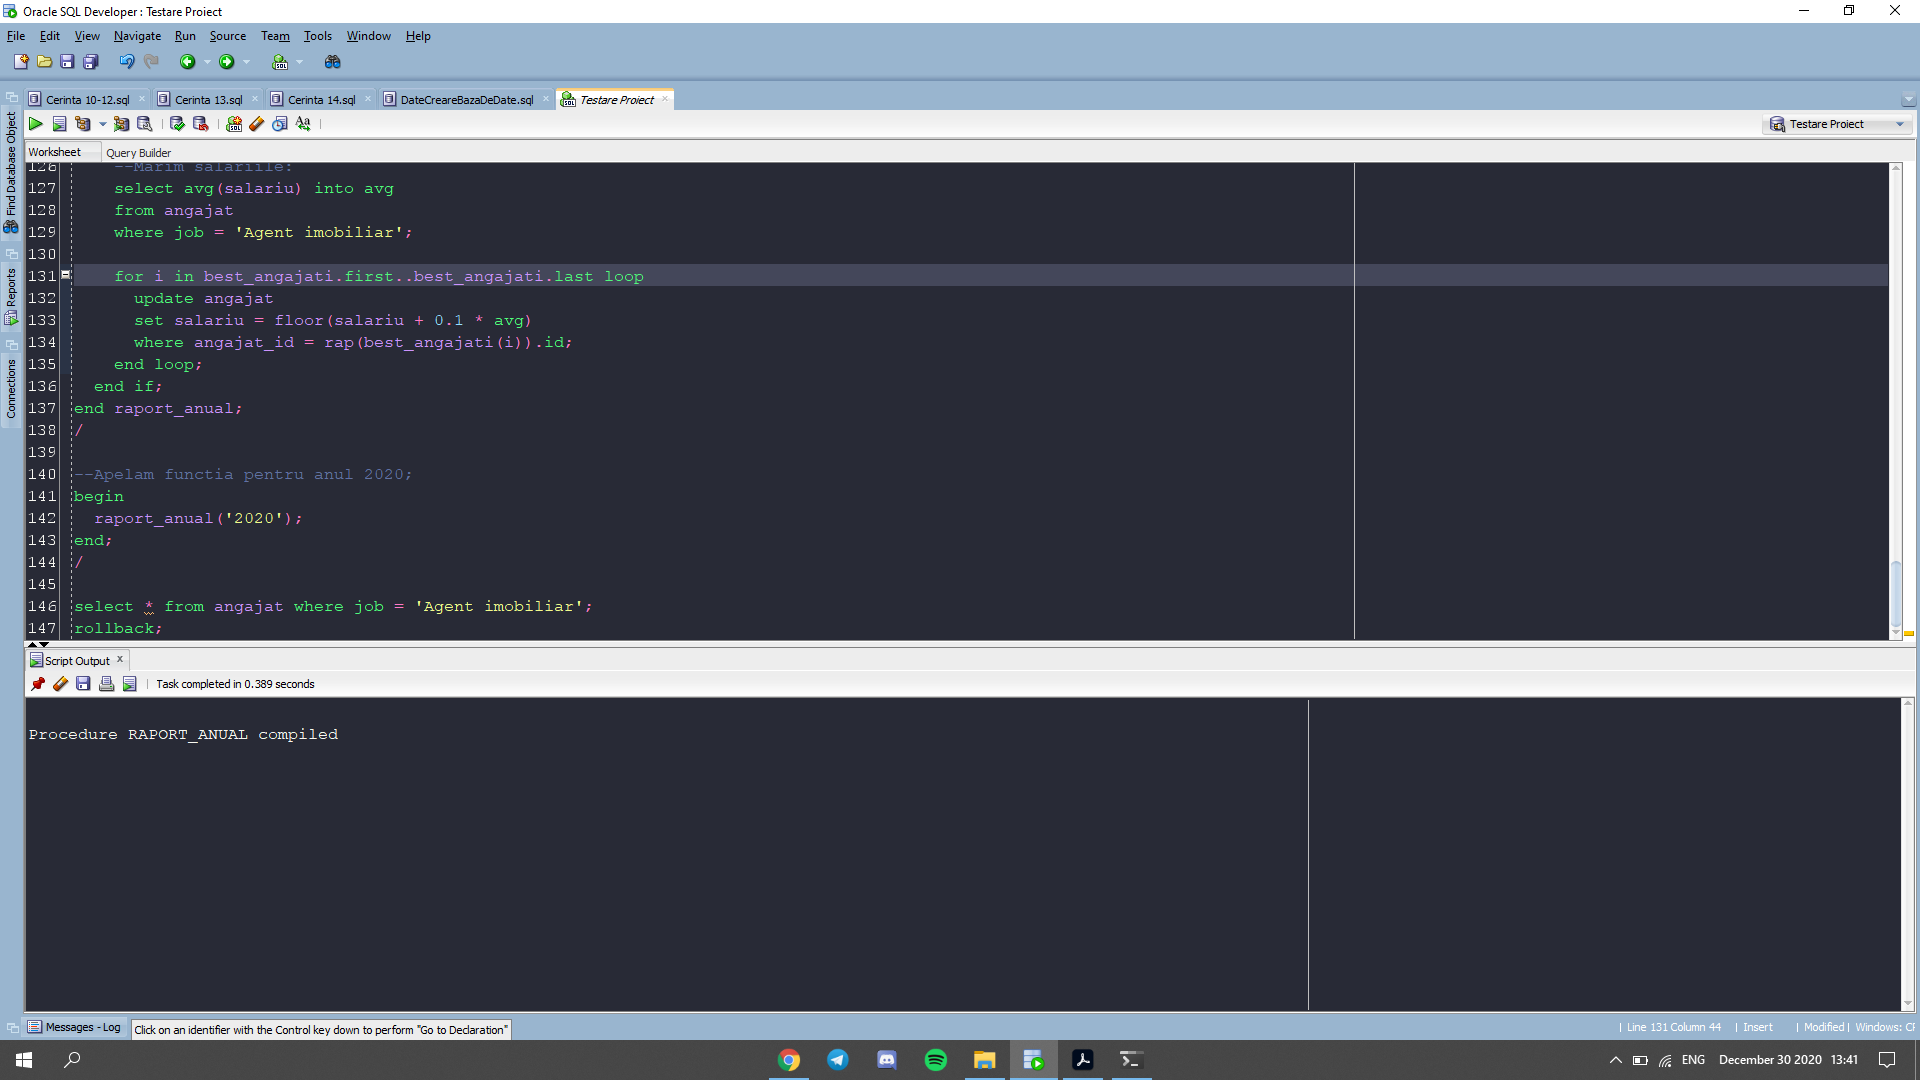 Oracle SQL Developer : Testare Proiect
File Edit View Navigate Run Source Team Tools Window Help
Cerinta 10-12.sql Cerinta 13.sql Cerinta 14.sql DateCreareBazaDeDate.sql Testare Proiect
Testare Proiect
Worksheet Query Builder
Find Database Object
Reports
Connections
126 --Marim salariile:
127 select avg(salariu) into avg
128 from angajat
129 where job = 'Agent imobiliar';
130
131 for i in best_angajati.first..best_angajati.last loop
132 update angajat
133 set salariu = floor(salariu + 0.1 * avg)
134 where angajat_id = rap(best_angajati(i)).id;
135 end loop;
136 end if;
137 end raport_anual;
138 /
139
140 --Apelam functia pentru anul 2020;
141 begin
142 raport_anual('2020');
143 end;
144 /
145
146 select * from angajat where job = 'Agent imobiliar';
147 rollback;
Script Output x
Task completed in 0.389 seconds
Procedure RAPORT_ANUAL compiled
Messages - Log Click on an identifier with the Control key down to perform "Go to Declaration"
Line 131 Column 44 Insert Modified Windows: CF
ENG December 30 2020 13:41